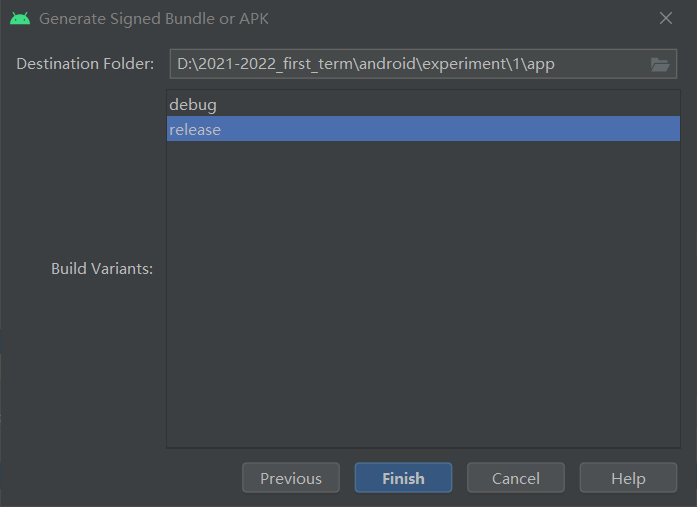 Generate Signed Bundle or APK
Destination Folder: D:\2021-2022_first_term\android\experiment\1\app
debug
release
Build Variants:
Previous Finish Cancel Help